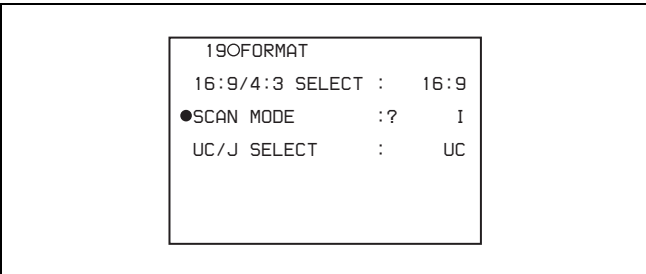 19○FORMAT
16:9/4:3 SELECT : 16:9
●SCAN MODE :? I
UC/J SELECT : UC